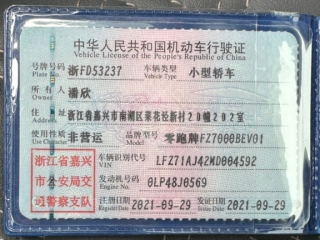 中华人民共和国机动车行驶证
Vehicle License of the People's Republic of China
号牌号码 浙FD53237 车辆类型 小型轿车
Plate No. Vehicle Type
所有人 潘欣
Owner
住址 浙江省嘉兴市南湖区菜花泾新村20幢202室
Address
使用性质 非营运 品牌型号 零跑牌FZ7000BEV01
Use Character Model
浙江省嘉兴
市公安局交
通警察支队
车辆识别代号 LFZ71AJ42MD004592
VIN
发动机号码 0LP48J0569
Engine No.
注册日期 2021-09-29 发证日期 2021-09-29
Register Date Issue Date